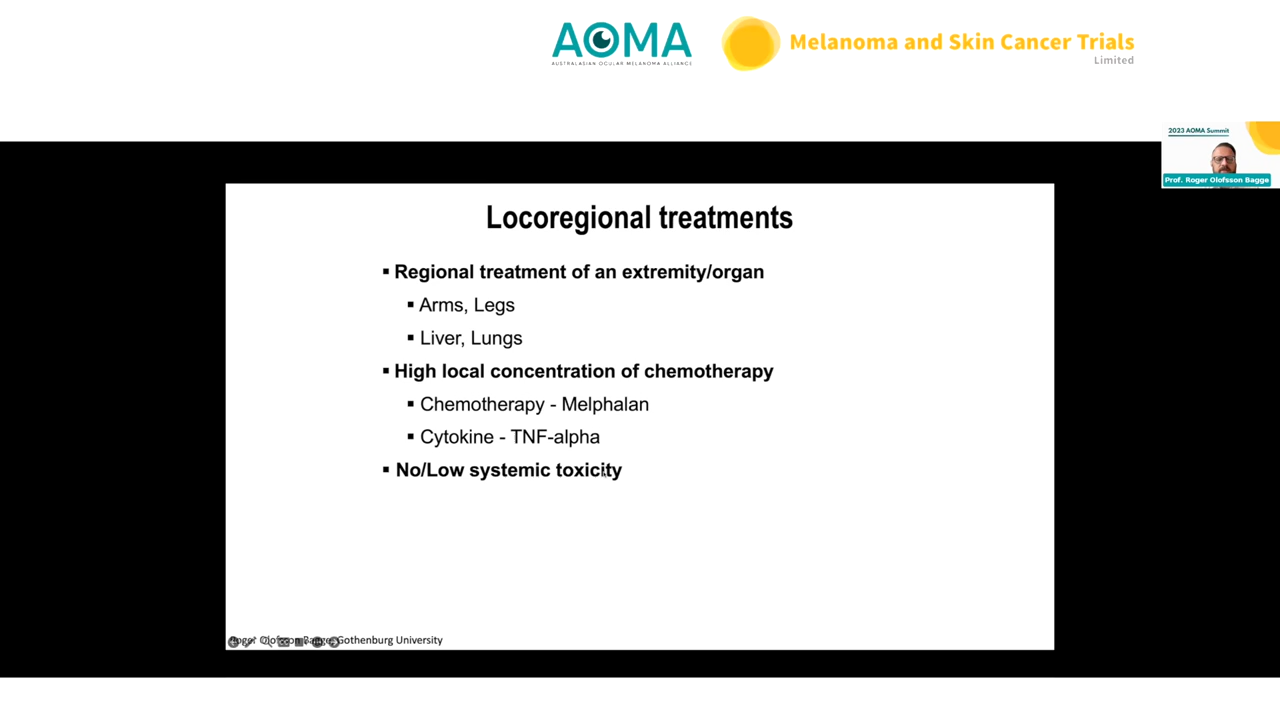 AOMA
AUSTRALASIAN OCULAR MELANOMA ALLIANCE
Melanoma and Skin Cancer Trials
Limited
2023 AOMA Summit
Prof. Roger Olofsson Bagge
Locoregional treatments
▪ Regional treatment of an extremity/organ
▪ Arms, Legs
▪ Liver, Lungs
▪ High local concentration of chemotherapy
▪ Chemotherapy - Melphalan
▪ Cytokine - TNF-alpha
▪ No/Low systemic toxicity
Roger Olofsson Bagge, Gothenburg University